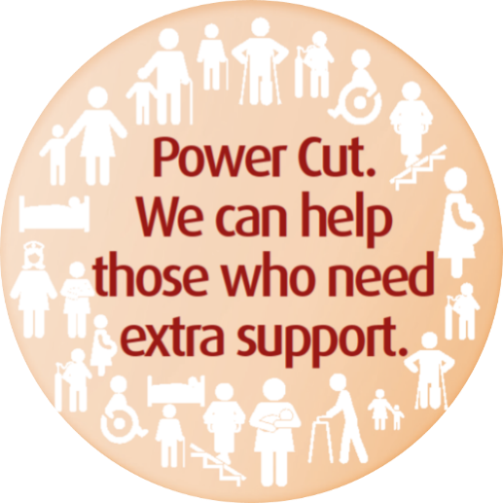 Power Cut.
We can help
those who need
extra support.